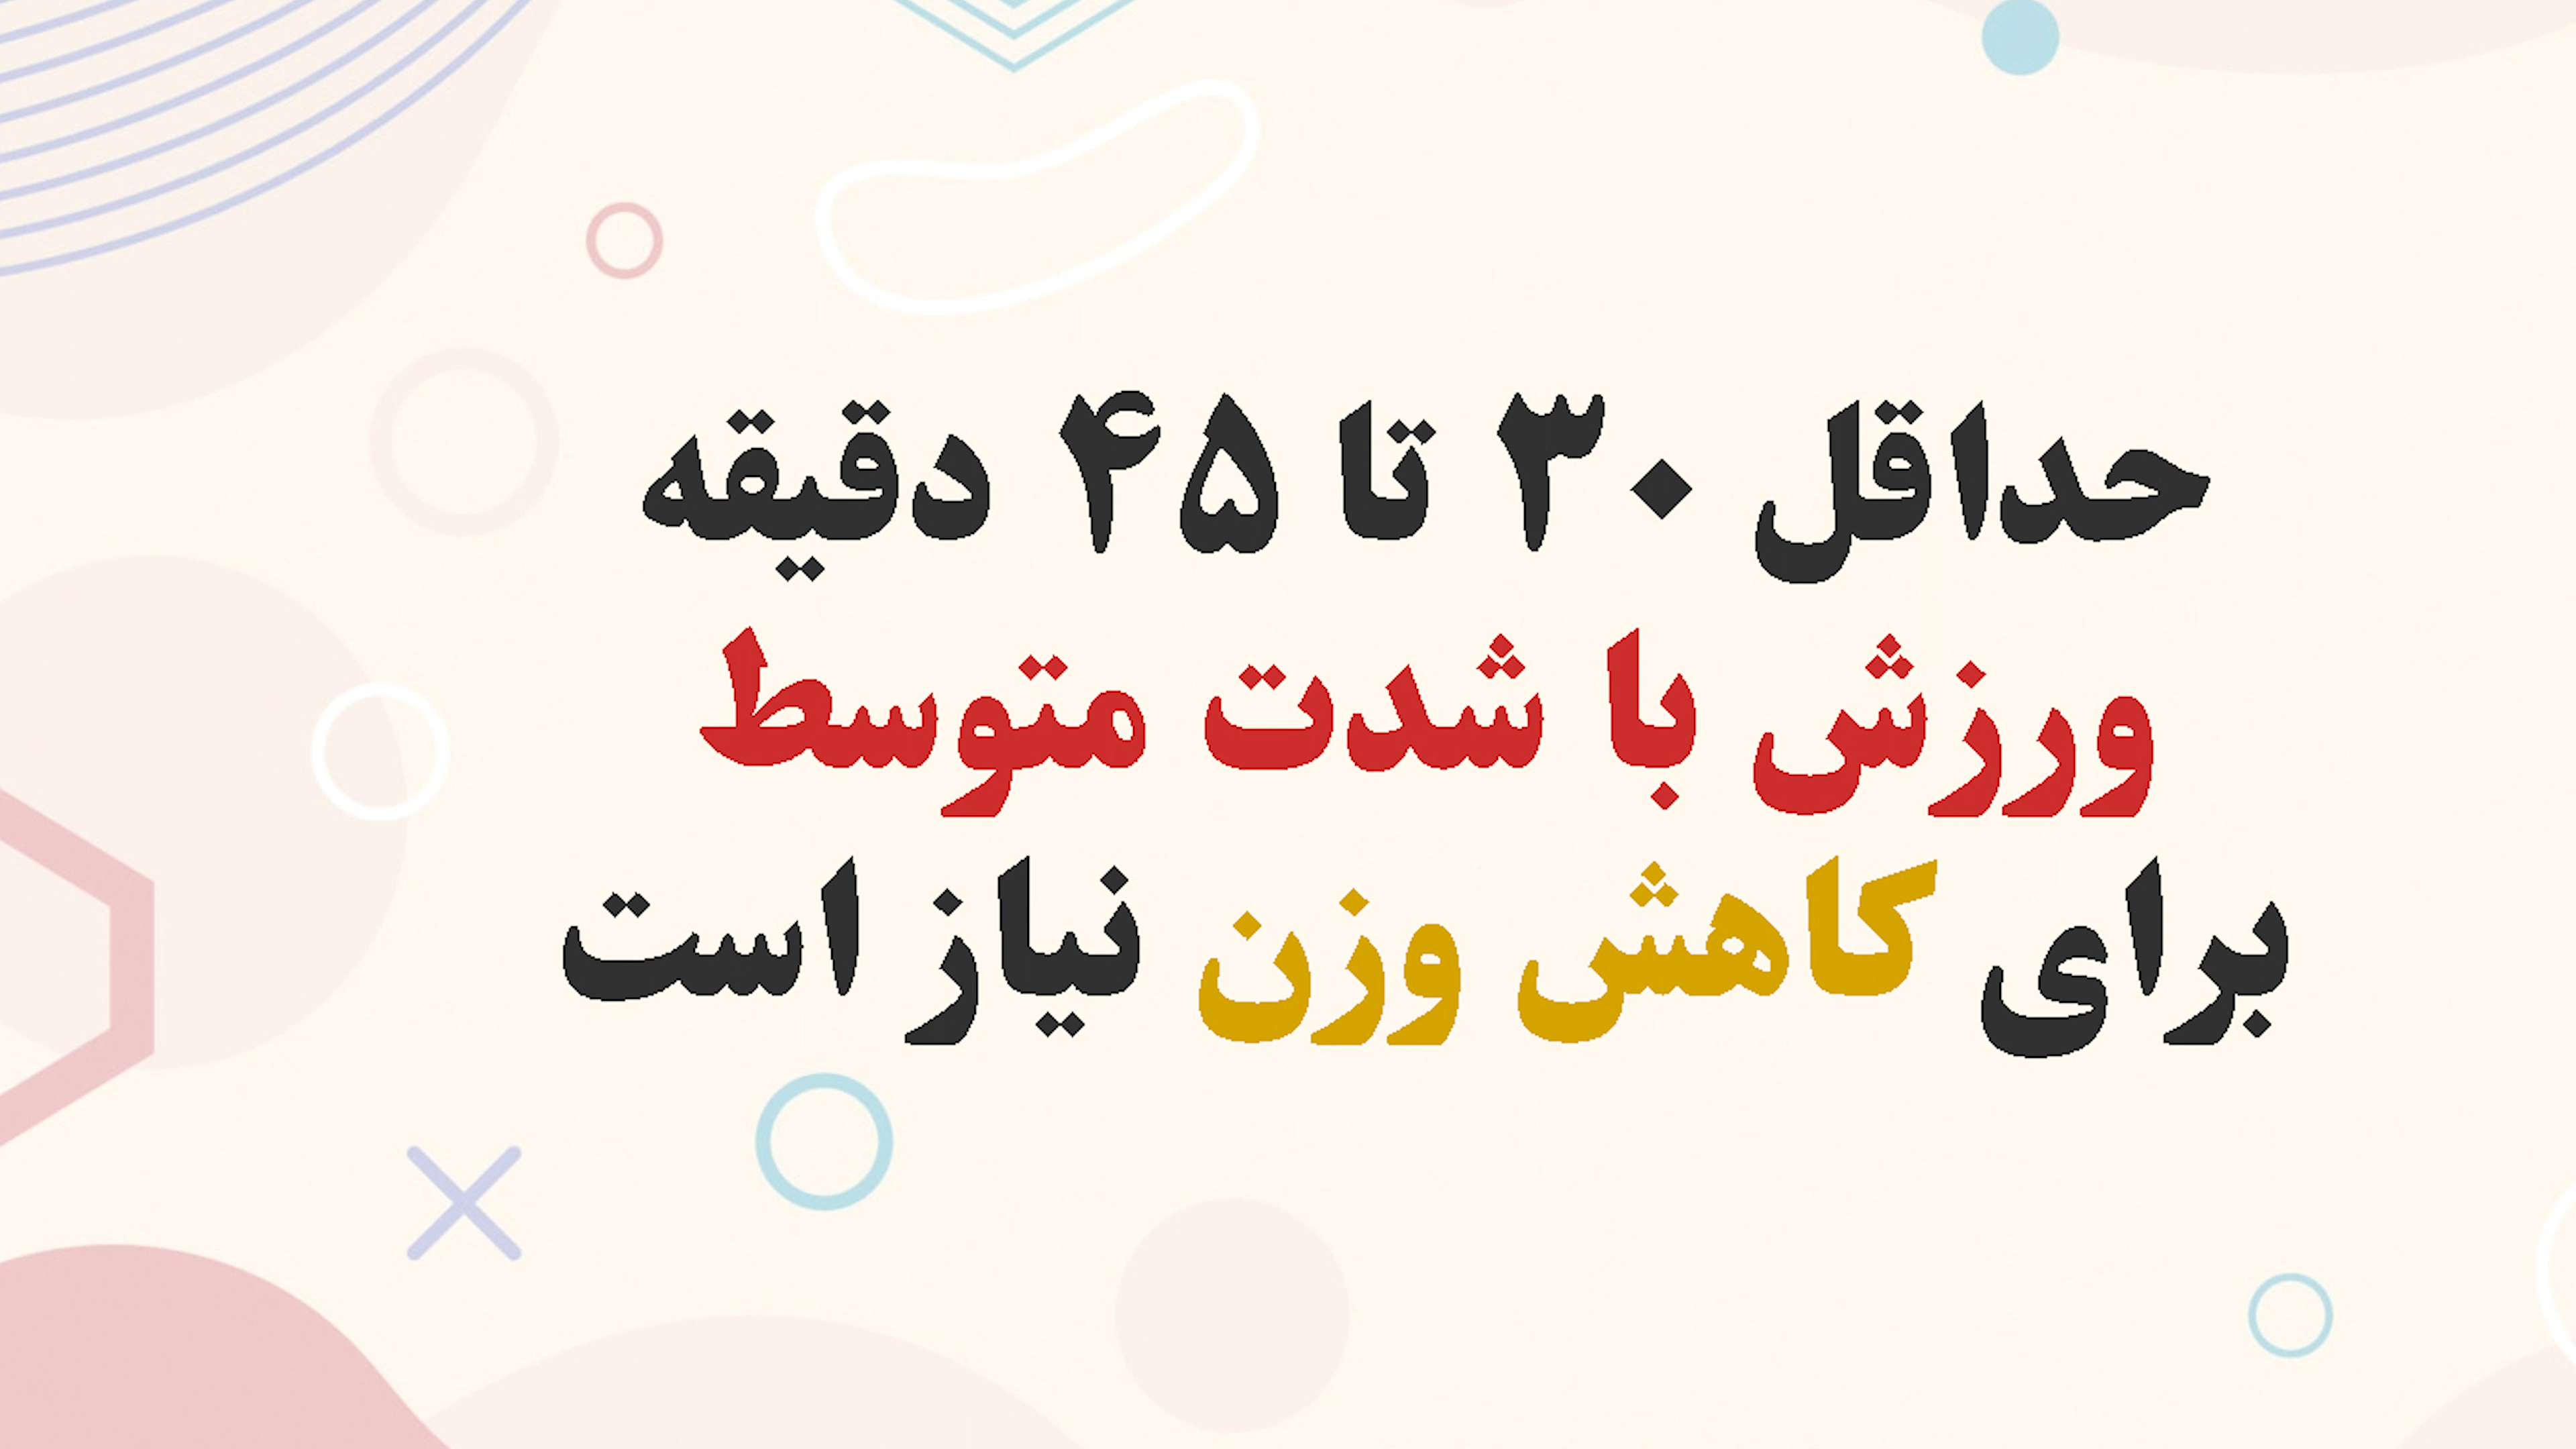 حداقل ۳۰ تا ۴۵ دقیقه
ورزش با شدت متوسط
برای کاهش وزن نیاز است